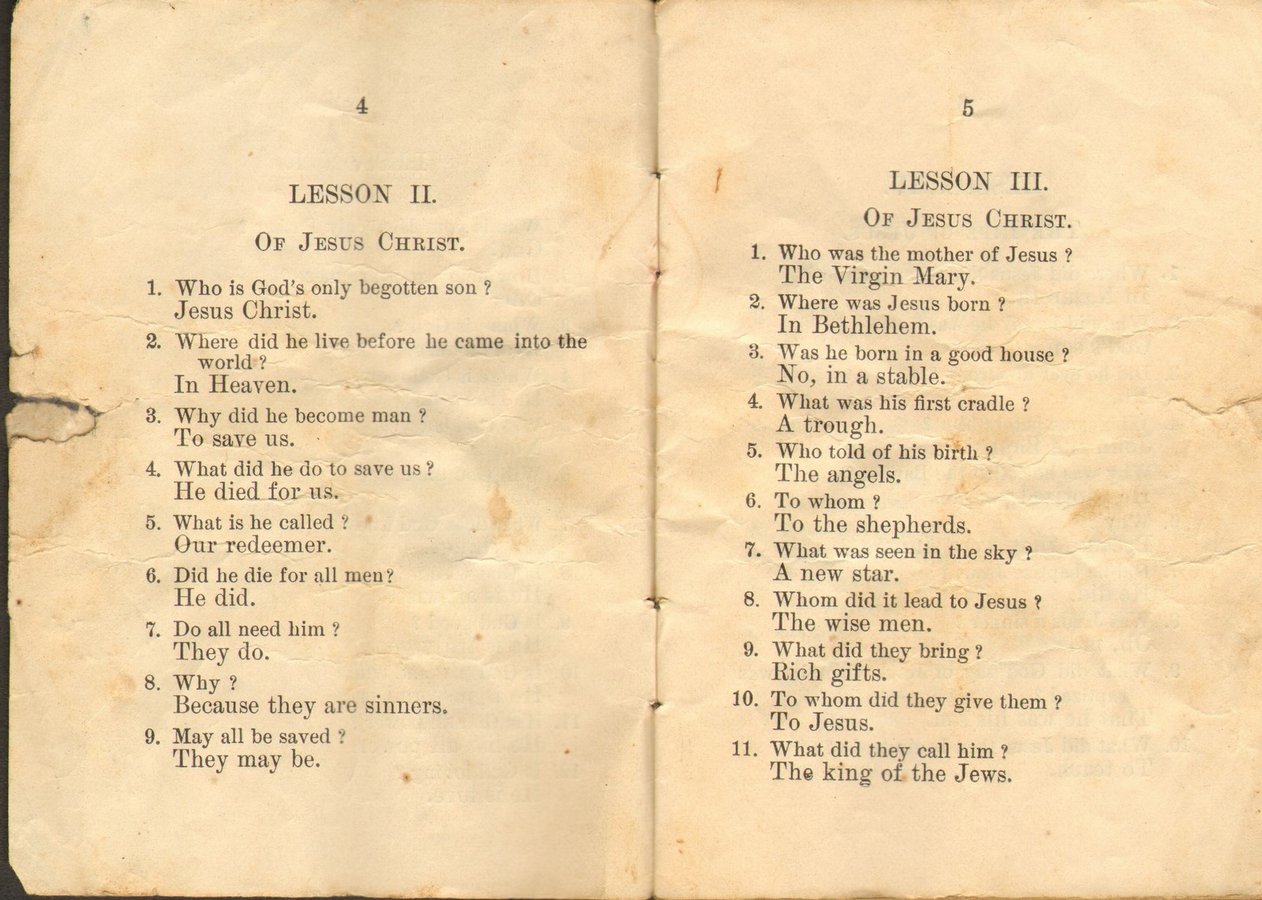 4
LESSON II.
OF JESUS CHRIST.
1. Who is God's only begotten son ?
Jesus Christ.
2. Where did he live before he came into the
world ?
In Heaven.
3. Why did he become man ?
To save us.
4. What did he do to save us ?
He died for us.
5. What is he called ?
Our redeemer.
6. Did he die for all men?
He did.
7. Do all need him ?
They do.
8. Why ?
Because they are sinners.
9. May all be saved ?
They may be.
5
LESSON III.
OF JESUS CHRIST.
1. Who was the mother of Jesus ?
The Virgin Mary.
2. Where was Jesus born ?
In Bethlehem.
3. Was he born in a good house ?
No, in a stable.
4. What was his first cradle ?
A trough.
5. Who told of his birth ?
The angels.
6. To whom ?
To the shepherds.
7. What was seen in the sky ?
A new star.
8. Whom did it lead to Jesus ?
The wise men.
9. What did they bring ?
Rich gifts.
10. To whom did they give them ?
To Jesus.
11. What did they call him ?
The king of the Jews.